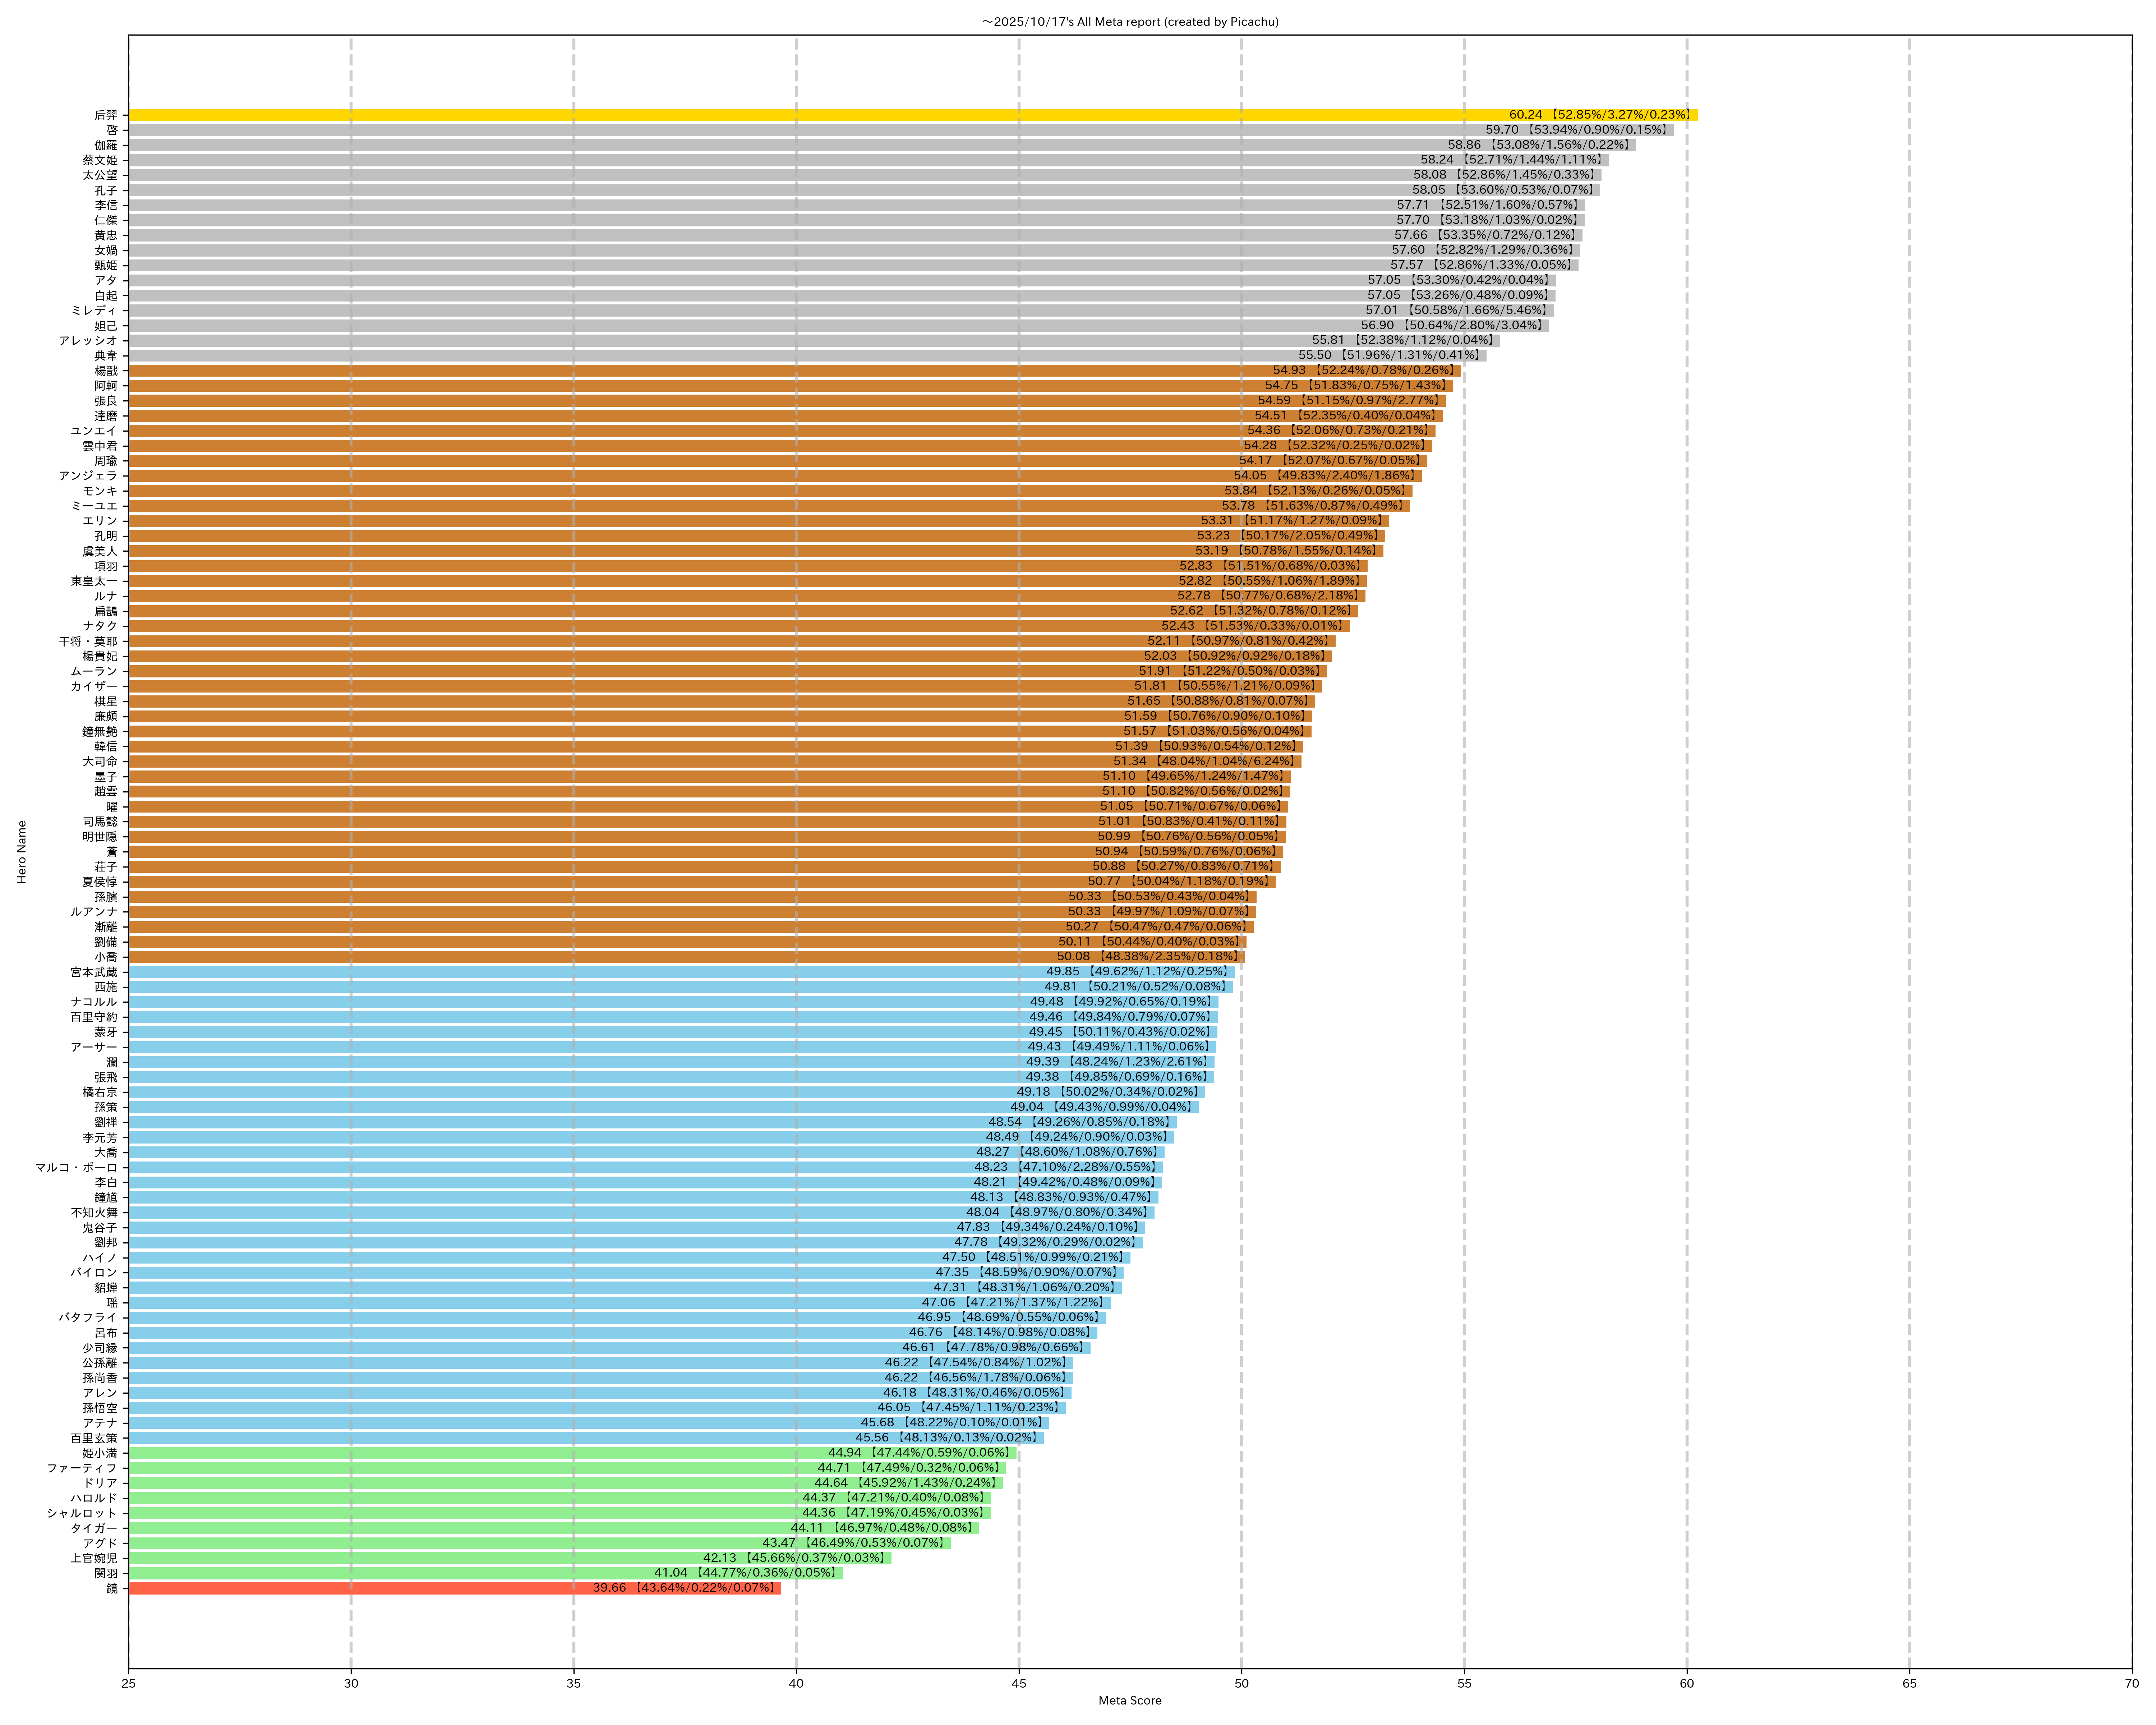 ～2025/10/17's All Meta report (created by Picachu)
后羿 60.24 【52.85%/3.27%/0.23%】
啓 59.70 【53.94%/0.90%/0.15%】
伽羅 58.86 【53.08%/1.56%/0.22%】
蔡文姫 58.24 【52.71%/1.44%/1.11%】
太公望 58.08 【52.86%/1.45%/0.33%】
孔子 58.05 【53.60%/0.53%/0.07%】
李信 57.71 【52.51%/1.60%/0.57%】
仁傑 57.70 【53.18%/1.03%/0.02%】
黄忠 57.66 【53.35%/0.72%/0.12%】
女媧 57.60 【52.82%/1.29%/0.36%】
甄姫 57.57 【52.86%/1.33%/0.05%】
アタ 57.05 【53.30%/0.42%/0.04%】
白起 57.05 【53.26%/0.48%/0.09%】
ミレディ 57.01 【50.58%/1.66%/5.46%】
妲己 56.90 【50.64%/2.80%/3.04%】
アレッシオ 55.81 【52.38%/1.12%/0.04%】
典韋 55.50 【51.96%/1.31%/0.41%】
楊戩 54.93 【52.24%/0.78%/0.26%】
阿軻 54.75 【51.83%/0.75%/1.43%】
張良 54.59 【51.15%/0.97%/2.77%】
達磨 54.51 【52.35%/0.40%/0.04%】
ユンエイ 54.36 【52.06%/0.73%/0.21%】
雲中君 54.28 【52.32%/0.25%/0.02%】
周瑜 54.17 【52.07%/0.67%/0.05%】
アンジェラ 54.05 【49.83%/2.40%/1.86%】
モンキ 53.84 【52.13%/0.26%/0.05%】
ミーユエ 53.78 【51.63%/0.87%/0.49%】
エリン 53.31 【51.17%/1.27%/0.09%】
孔明 53.23 【50.17%/2.05%/0.49%】
虞美人 53.19 【50.78%/1.55%/0.14%】
項羽 52.83 【51.51%/0.68%/0.03%】
東皇太一 52.82 【50.55%/1.06%/1.89%】
ルナ 52.78 【50.77%/0.68%/2.18%】
扁鵲 52.62 【51.32%/0.78%/0.12%】
ナタク 52.43 【51.53%/0.33%/0.01%】
干将・莫耶 52.11 【50.97%/0.81%/0.42%】
楊貴妃 52.03 【50.92%/0.92%/0.18%】
ムーラン 51.91 【51.22%/0.50%/0.03%】
カイザー 51.81 【50.55%/1.21%/0.09%】
棋星 51.65 【50.88%/0.81%/0.07%】
廉頗 51.59 【50.76%/0.90%/0.10%】
鐘無艶 51.57 【51.03%/0.56%/0.04%】
韓信 51.39 【50.93%/0.54%/0.12%】
大司命 51.34 【48.04%/1.04%/6.24%】
墨子 51.10 【49.65%/1.24%/1.47%】
趙雲 51.10 【50.82%/0.56%/0.02%】
曜 51.05 【50.71%/0.67%/0.06%】
司馬懿 51.01 【50.83%/0.41%/0.11%】
明世隠 50.99 【50.76%/0.56%/0.05%】
蒼 50.94 【50.59%/0.76%/0.06%】
荘子 50.88 【50.27%/0.83%/0.71%】
夏侯惇 50.77 【50.04%/1.18%/0.19%】
孫臏 50.33 【50.53%/0.43%/0.04%】
ルアンナ 50.33 【49.97%/1.09%/0.07%】
漸離 50.27 【50.47%/0.47%/0.06%】
劉備 50.11 【50.44%/0.40%/0.03%】
小喬 50.08 【48.38%/2.35%/0.18%】
宮本武蔵 49.85 【49.62%/1.12%/0.25%】
西施 49.81 【50.21%/0.52%/0.08%】
ナコルル 49.48 【49.92%/0.65%/0.19%】
百里守約 49.46 【49.84%/0.79%/0.07%】
蒙牙 49.45 【50.11%/0.43%/0.02%】
アーサー 49.43 【49.49%/1.11%/0.06%】
瀾 49.39 【48.24%/1.23%/2.61%】
張飛 49.38 【49.85%/0.69%/0.16%】
橘右京 49.18 【50.02%/0.34%/0.02%】
孫策 49.04 【49.43%/0.99%/0.04%】
劉禅 48.54 【49.26%/0.85%/0.18%】
李元芳 48.49 【49.24%/0.90%/0.03%】
大喬 48.27 【48.60%/1.08%/0.76%】
マルコ・ポーロ 48.23 【47.10%/2.28%/0.55%】
李白 48.21 【49.42%/0.48%/0.09%】
鐘馗 48.13 【48.83%/0.93%/0.47%】
不知火舞 48.04 【48.97%/0.80%/0.34%】
鬼谷子 47.83 【49.34%/0.24%/0.10%】
劉邦 47.78 【49.32%/0.29%/0.02%】
ハイノ 47.50 【48.51%/0.99%/0.21%】
バイロン 47.35 【48.59%/0.90%/0.07%】
貂蝉 47.31 【48.31%/1.06%/0.20%】
瑶 47.06 【47.21%/1.37%/1.22%】
バタフライ 46.95 【48.69%/0.55%/0.06%】
呂布 46.76 【48.14%/0.98%/0.08%】
少司縁 46.61 【47.78%/0.98%/0.66%】
公孫離 46.22 【47.54%/0.84%/1.02%】
孫尚香 46.22 【46.56%/1.78%/0.06%】
アレン 46.18 【48.31%/0.46%/0.05%】
孫悟空 46.05 【47.45%/1.11%/0.23%】
アテナ 45.68 【48.22%/0.10%/0.01%】
百里玄策 45.56 【48.13%/0.13%/0.02%】
姫小満 44.94 【47.44%/0.59%/0.06%】
ファーティフ 44.71 【47.49%/0.32%/0.06%】
ドリア 44.64 【45.92%/1.43%/0.24%】
ハロルド 44.37 【47.21%/0.40%/0.08%】
シャルロット 44.36 【47.19%/0.45%/0.03%】
タイガー 44.11 【46.97%/0.48%/0.08%】
アグド 43.47 【46.49%/0.53%/0.07%】
上官婉児 42.13 【45.66%/0.37%/0.03%】
関羽 41.04 【44.77%/0.36%/0.05%】
鏡 39.66 【43.64%/0.22%/0.07%】
Hero Name
25 30 35 40 45 50 55 60 65 70
Meta Score